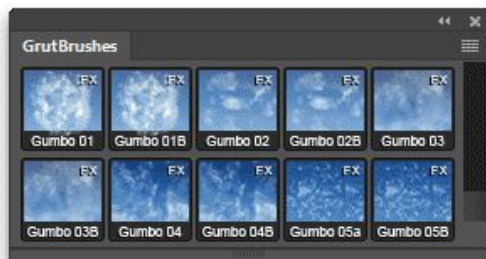 GrutBrushes
FX FX FX FX FX
Gumbo 01 Gumbo 01B Gumbo 02 Gumbo 02B Gumbo 03
FX FX FX FX FX
Gumbo 03B Gumbo 04 Gumbo 04B Gumbo 05a Gumbo 05B